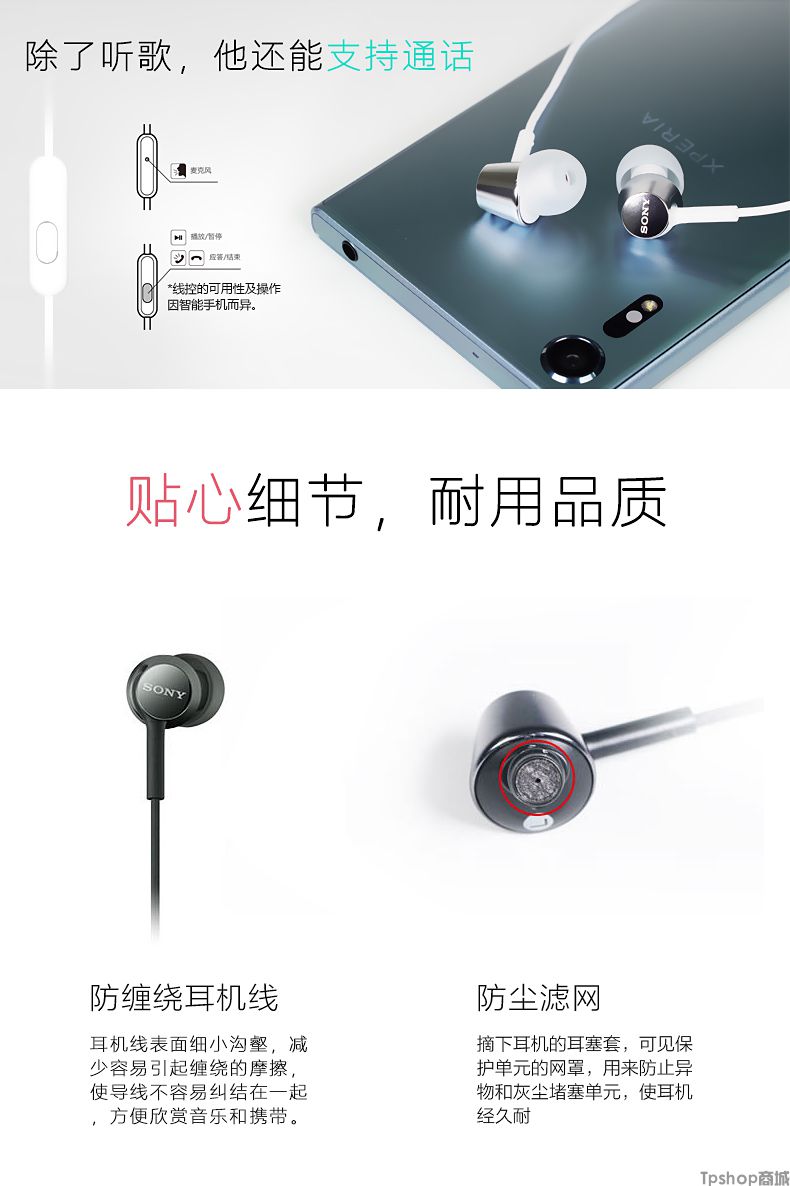 除了听歌，他还能支持通话
麦克风
播放/暂停
应答/结束
*线控的可用性及操作
因智能手机而异。
XPERIA
SONY
贴心细节，耐用品质
SONY
防缠绕耳机线
耳机线表面细小沟壑，减
少容易引起缠绕的摩擦，
使导线不容易纠结在一起
，方便欣赏音乐和携带。
防尘滤网
摘下耳机的耳塞套，可见保
护单元的网罩，用来防止异
物和灰尘堵塞单元，使耳机
经久耐
Tpshop商城